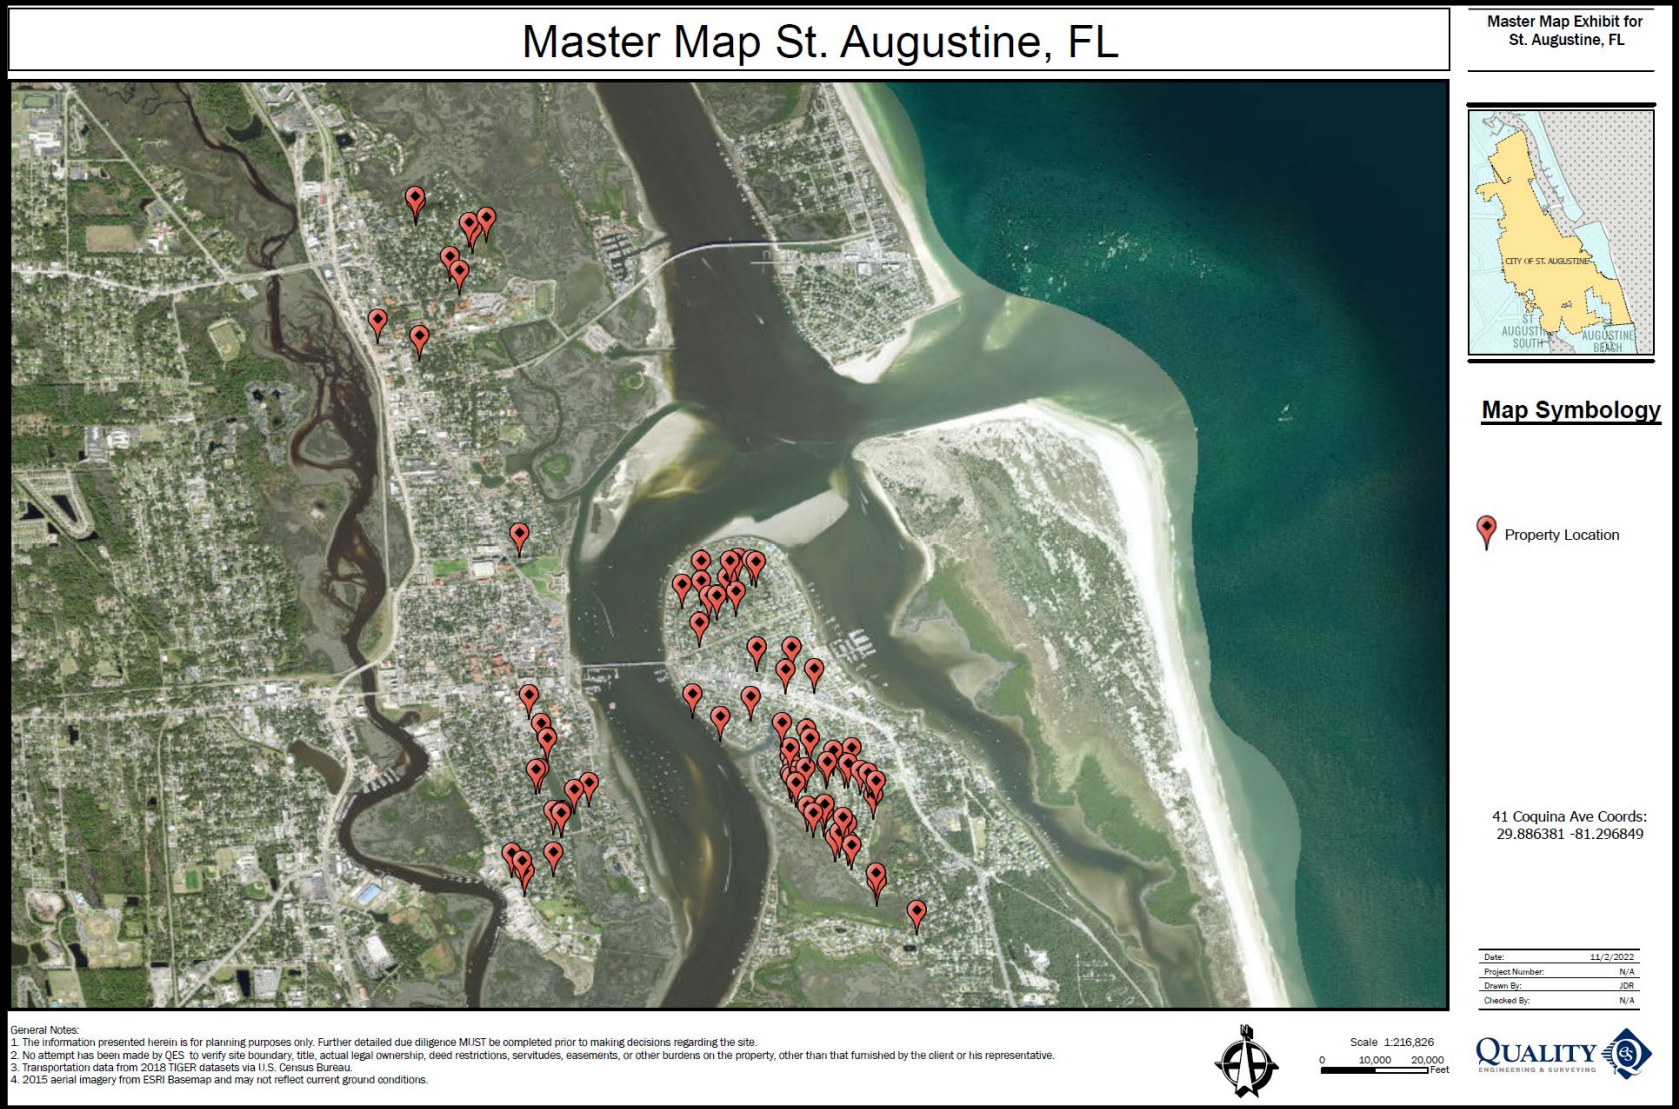 Master Map St. Augustine, FL
Master Map Exhibit for
St. Augustine, FL
CITY OF ST. AUGUSTINE
ST
AUGUSTIN
SOUTH
AUGUSTINE
BEACH
Map Symbology
Property Location
41 Coquina Ave Coords:
29.886381 -81.296849
Date: 11/2/2022
Project Number: N/A
Drawn By: JDR
Checked By: N/A
General Notes:
1. The information presented herein is for planning purposes only. Further detailed due diligence MUST be completed prior to making decisions regarding the site.
2. No attempt has been made by QES to verify site boundary, title, actual legal ownership, deed restrictions, servitudes, easements, or other burdens on the property, other than that furnished by the client or his representative.
3. Transportation data from 2018 TIGER datasets via U.S. Census Bureau.
4. 2015 aerial imagery from ESRI Basemap and may not reflect current ground conditions.
N
Scale 1:216,826
0 10,000 20,000
Feet
QUALITY
QES
ENGINEERING & SURVEYING